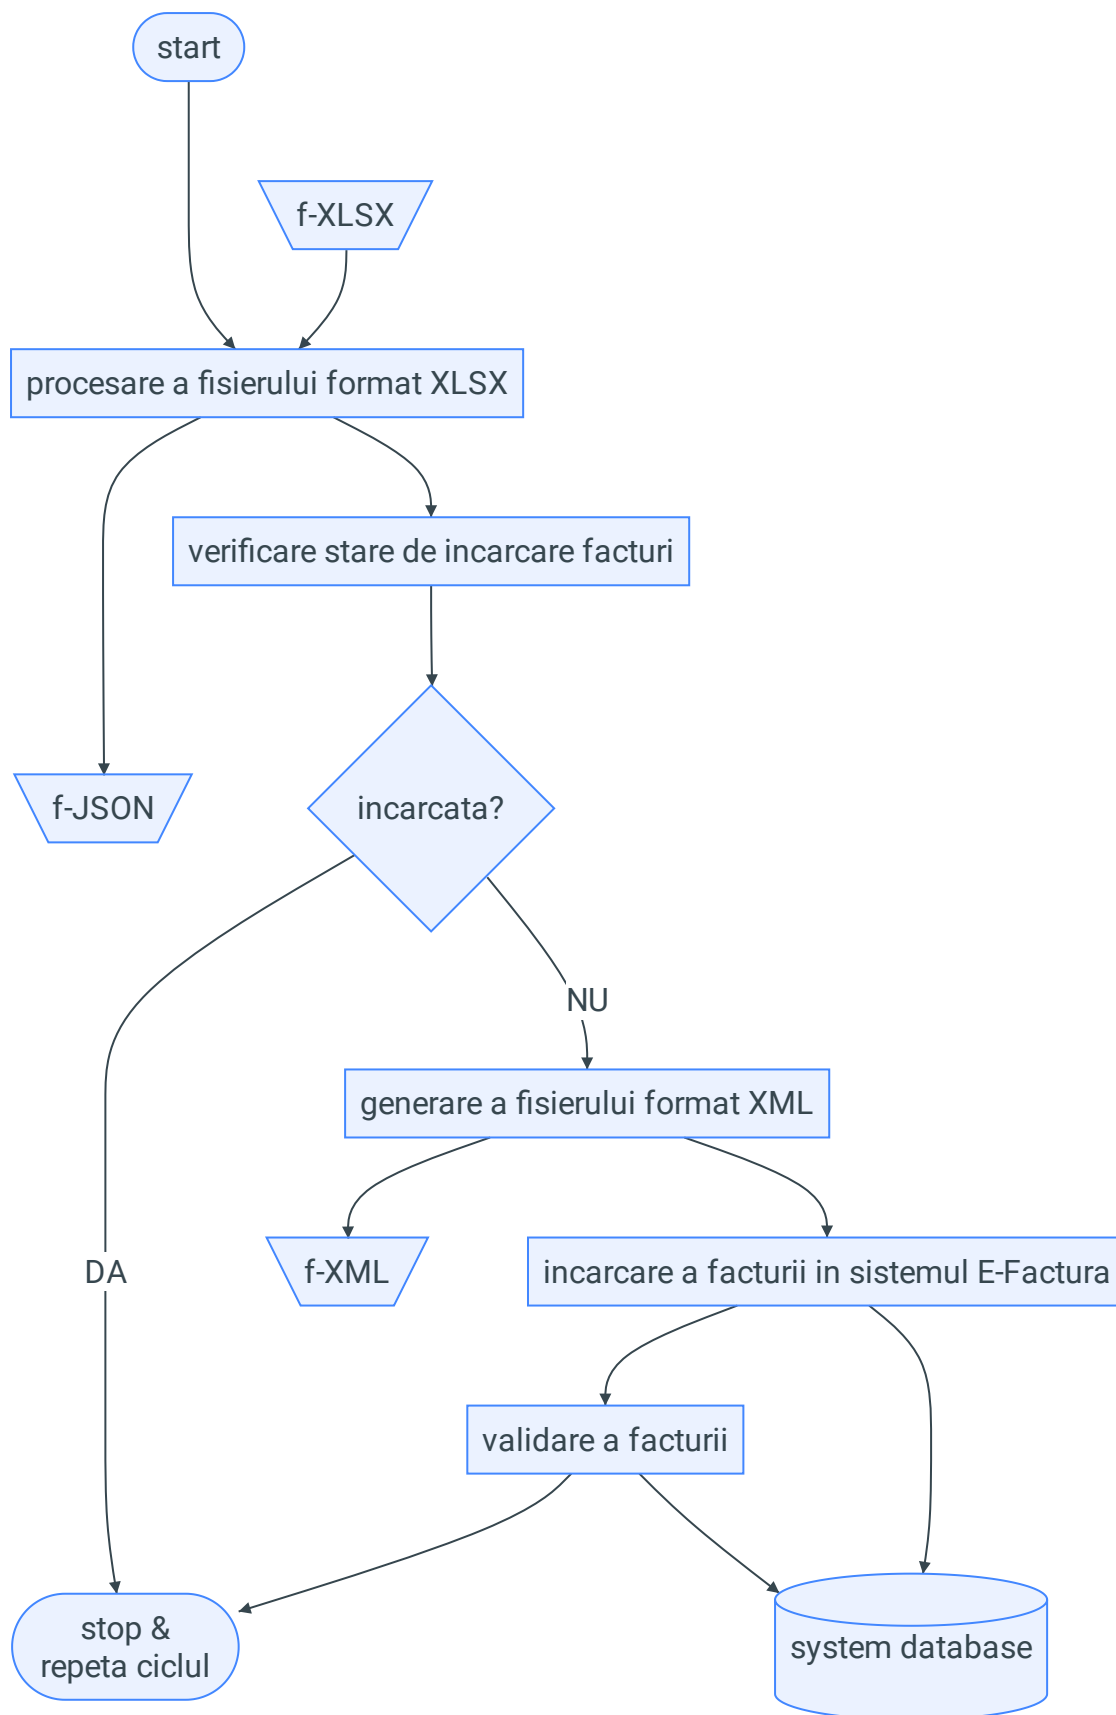 start
f-XLSX
procesare a fisierului format XLSX
verificare stare de incarcare facturi
f-JSON
incarcata?
NU
generare a fisierului format XML
DA
f-XML
incarcare a facturii in sistemul E-Factura
validare a facturii
stop &
repeta ciclul
system database